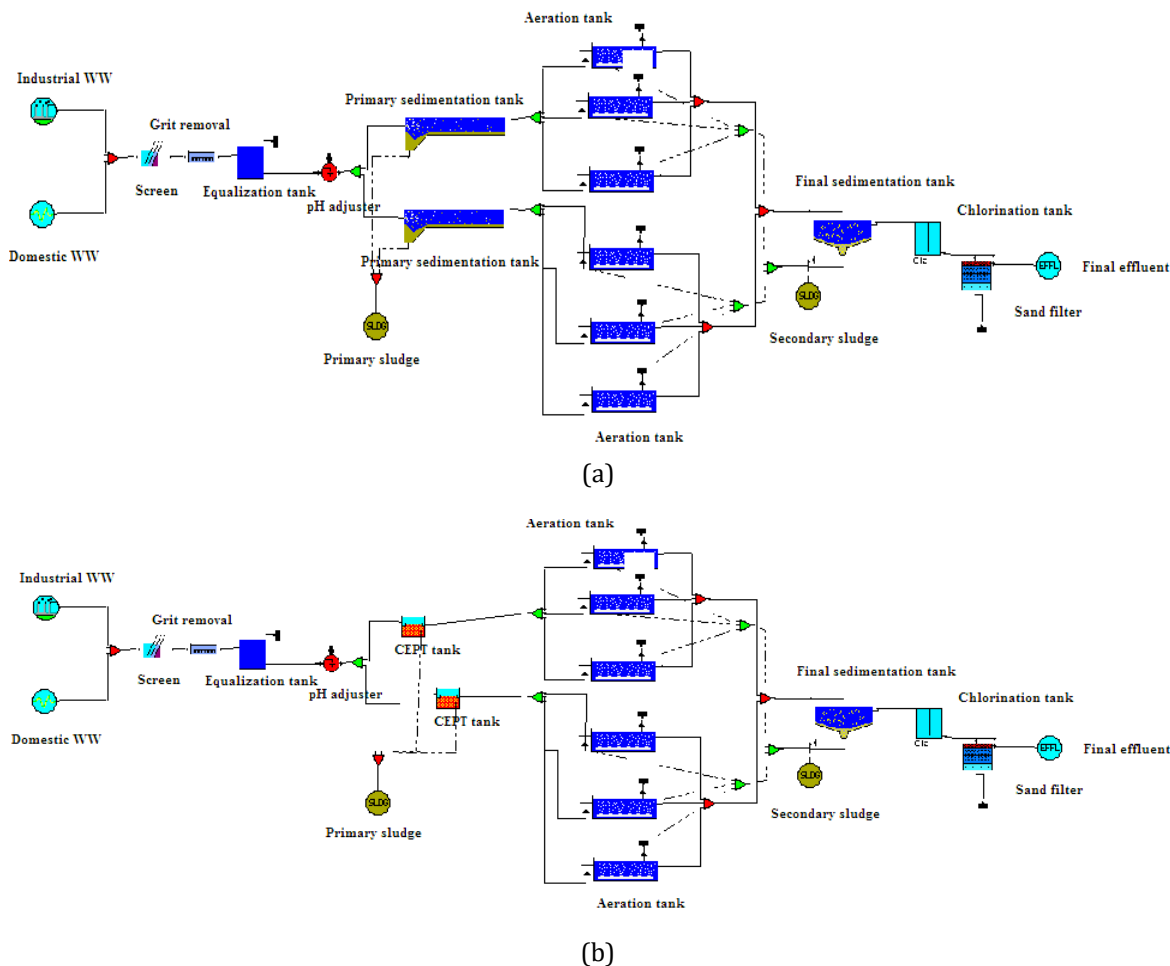 Aeration tank
Industrial WW
Primary sedimentation tank
Grit removal
Screen
Equalization tank
pH adjuster
Final sedimentation tank
Chlorination tank
Domestic WW
Primary sedimentation tank
Clz
EFFL
Final effluent
SLDG
SLDG
Sand filter
Primary sludge
Secondary sludge
Aeration tank
(a)
Aeration tank
Industrial WW
Grit removal
CEPT tank
Screen
Equalization tank
pH adjuster
Final sedimentation tank
Chlorination tank
CEPT tank
Domestic WW
Clz
EFFL
Final effluent
SLDG
SLDG
Sand filter
Primary sludge
Secondary sludge
Aeration tank
(b)